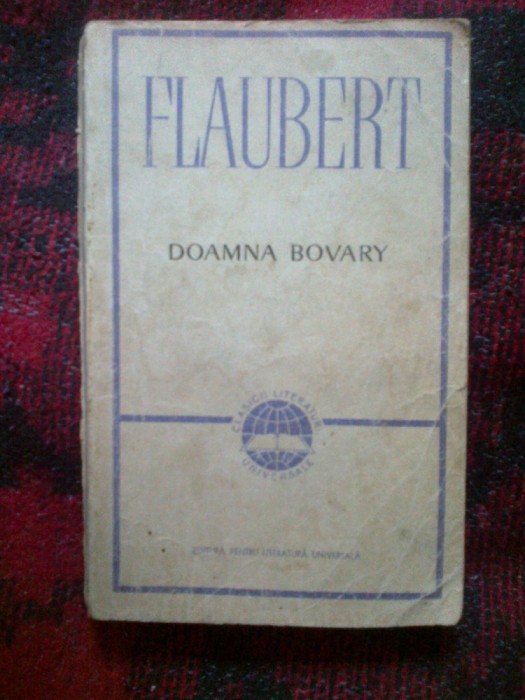 FLAUBERT
DOAMNA BOVARY
CLASICII LITERATURII
UNIVERSALE
EDITURA PENTRU LITERATURĂ UNIVERSALĂ